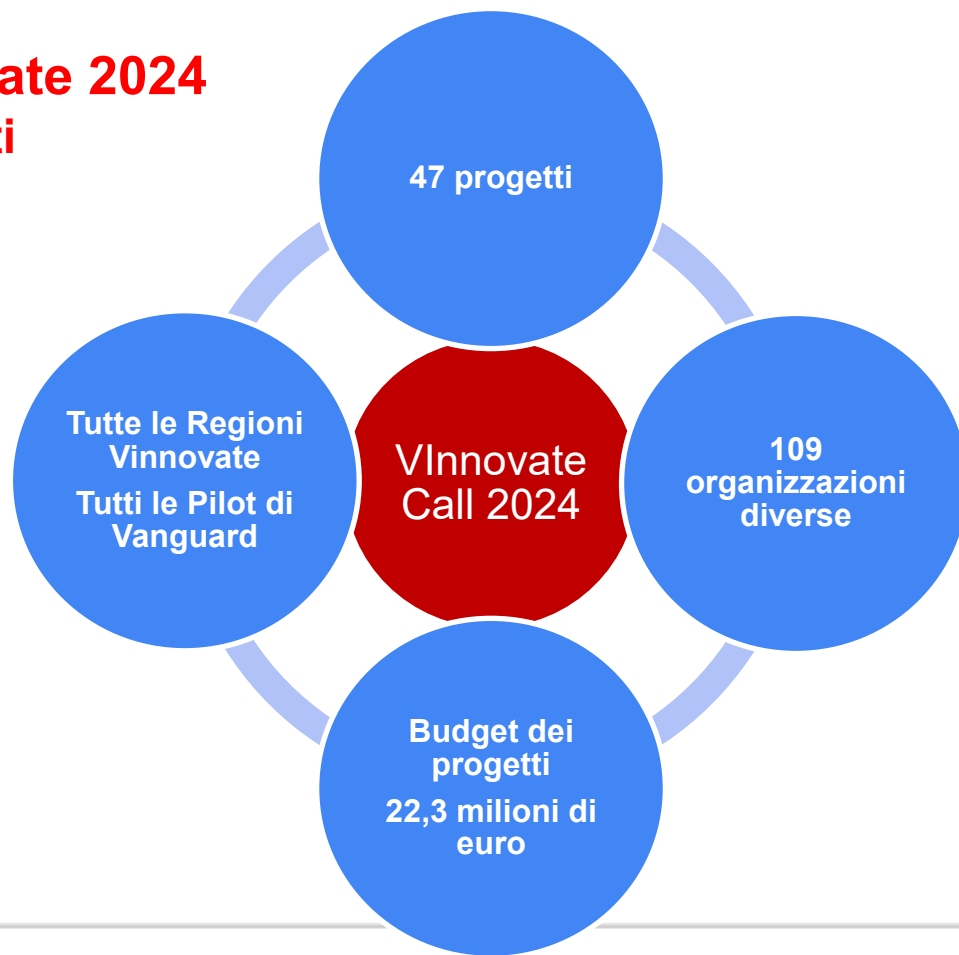 ate 2024
ti
47 progetti
Tutte le Regioni
Vinnovate
Tutti le Pilot di
Vanguard
VInnovate
Call 2024
109
organizzazioni
diverse
Budget dei
progetti
22,3 milioni di
euro